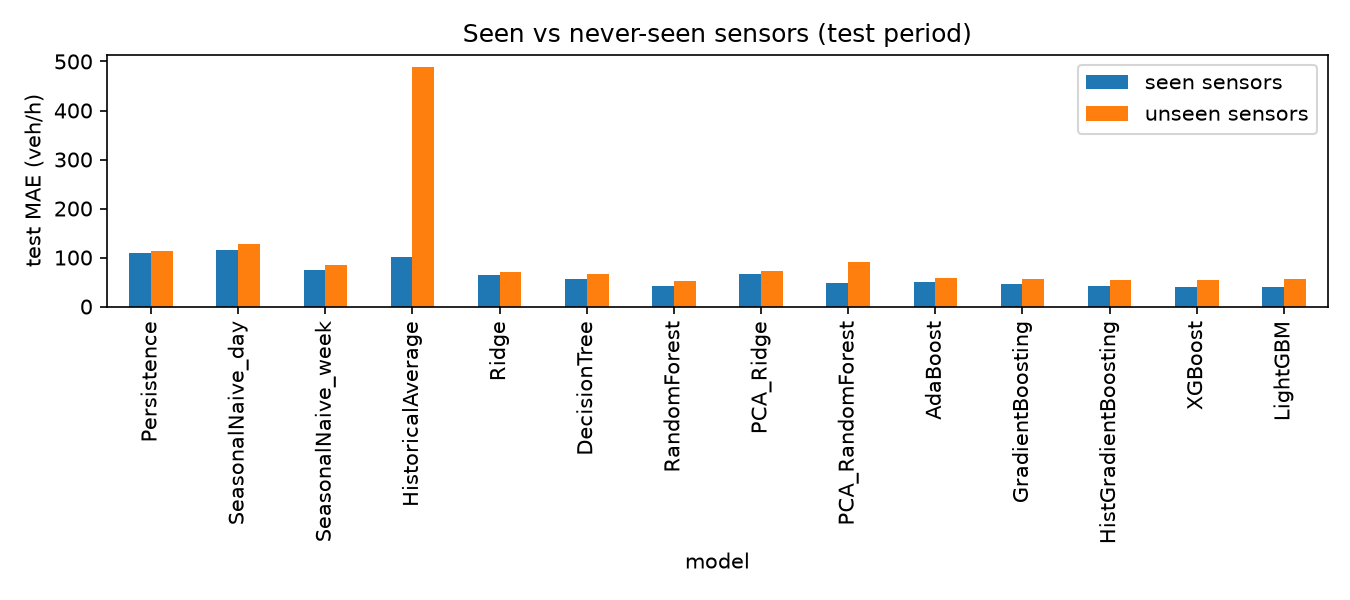 Seen vs never-seen sensors (test period)
test MAE (veh/h)
500
400
300
200
100
0
seen sensors
unseen sensors
Persistence
SeasonalNaive_day
SeasonalNaive_week
HistoricalAverage
Ridge
DecisionTree
RandomForest
PCA_Ridge
PCA_RandomForest
AdaBoost
GradientBoosting
HistGradientBoosting
XGBoost
LightGBM
model